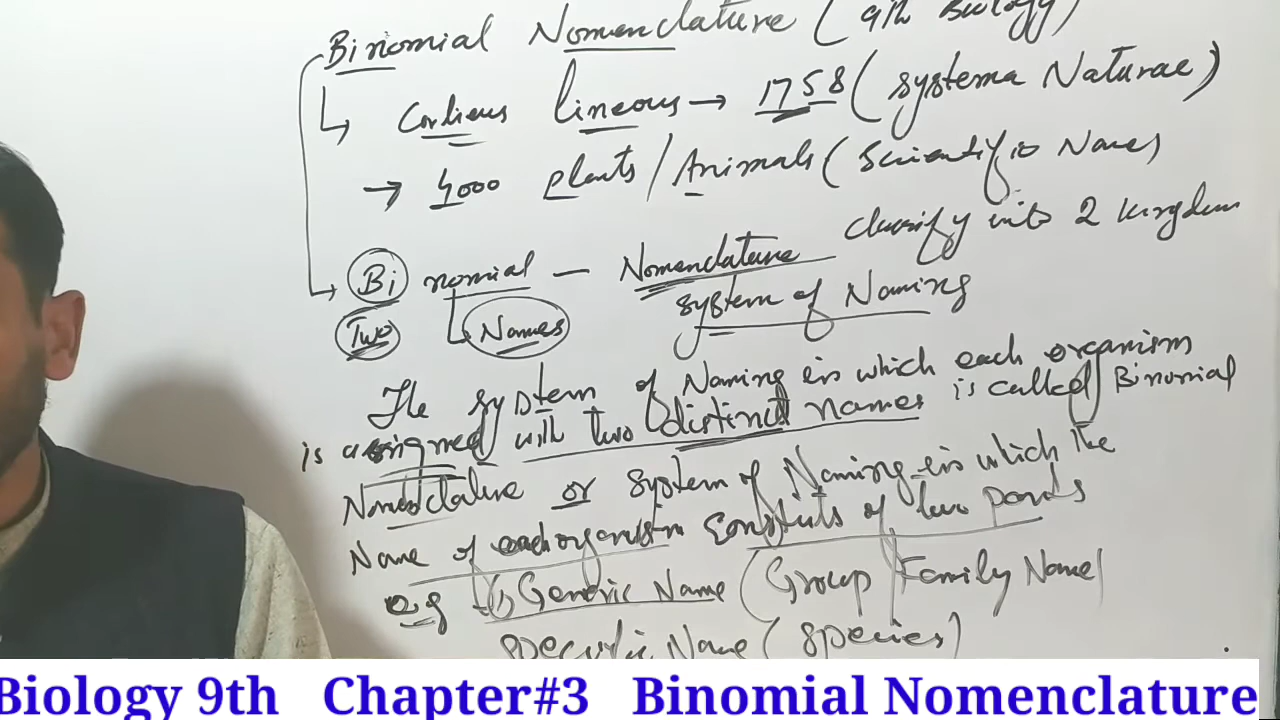 Binomial Nomenclature (9th Biology)
Carlieus lineous → 1758 (systema Naturae)
→ 4000 plants / Animals (Scientific Names
classify into 2 kingdom
Bi nomial — Nomenclature
system of Naming
Two Names
The system of Naming in which each organism
is assigned with two distinct names is called Binomial
Nomenclature or system of Naming in which the
Name of each organism consists of two parts
e.g → (1) Generic Name (Group / Family Name)
specific Name (species)
Biology 9th Chapter#3 Binomial Nomenclature